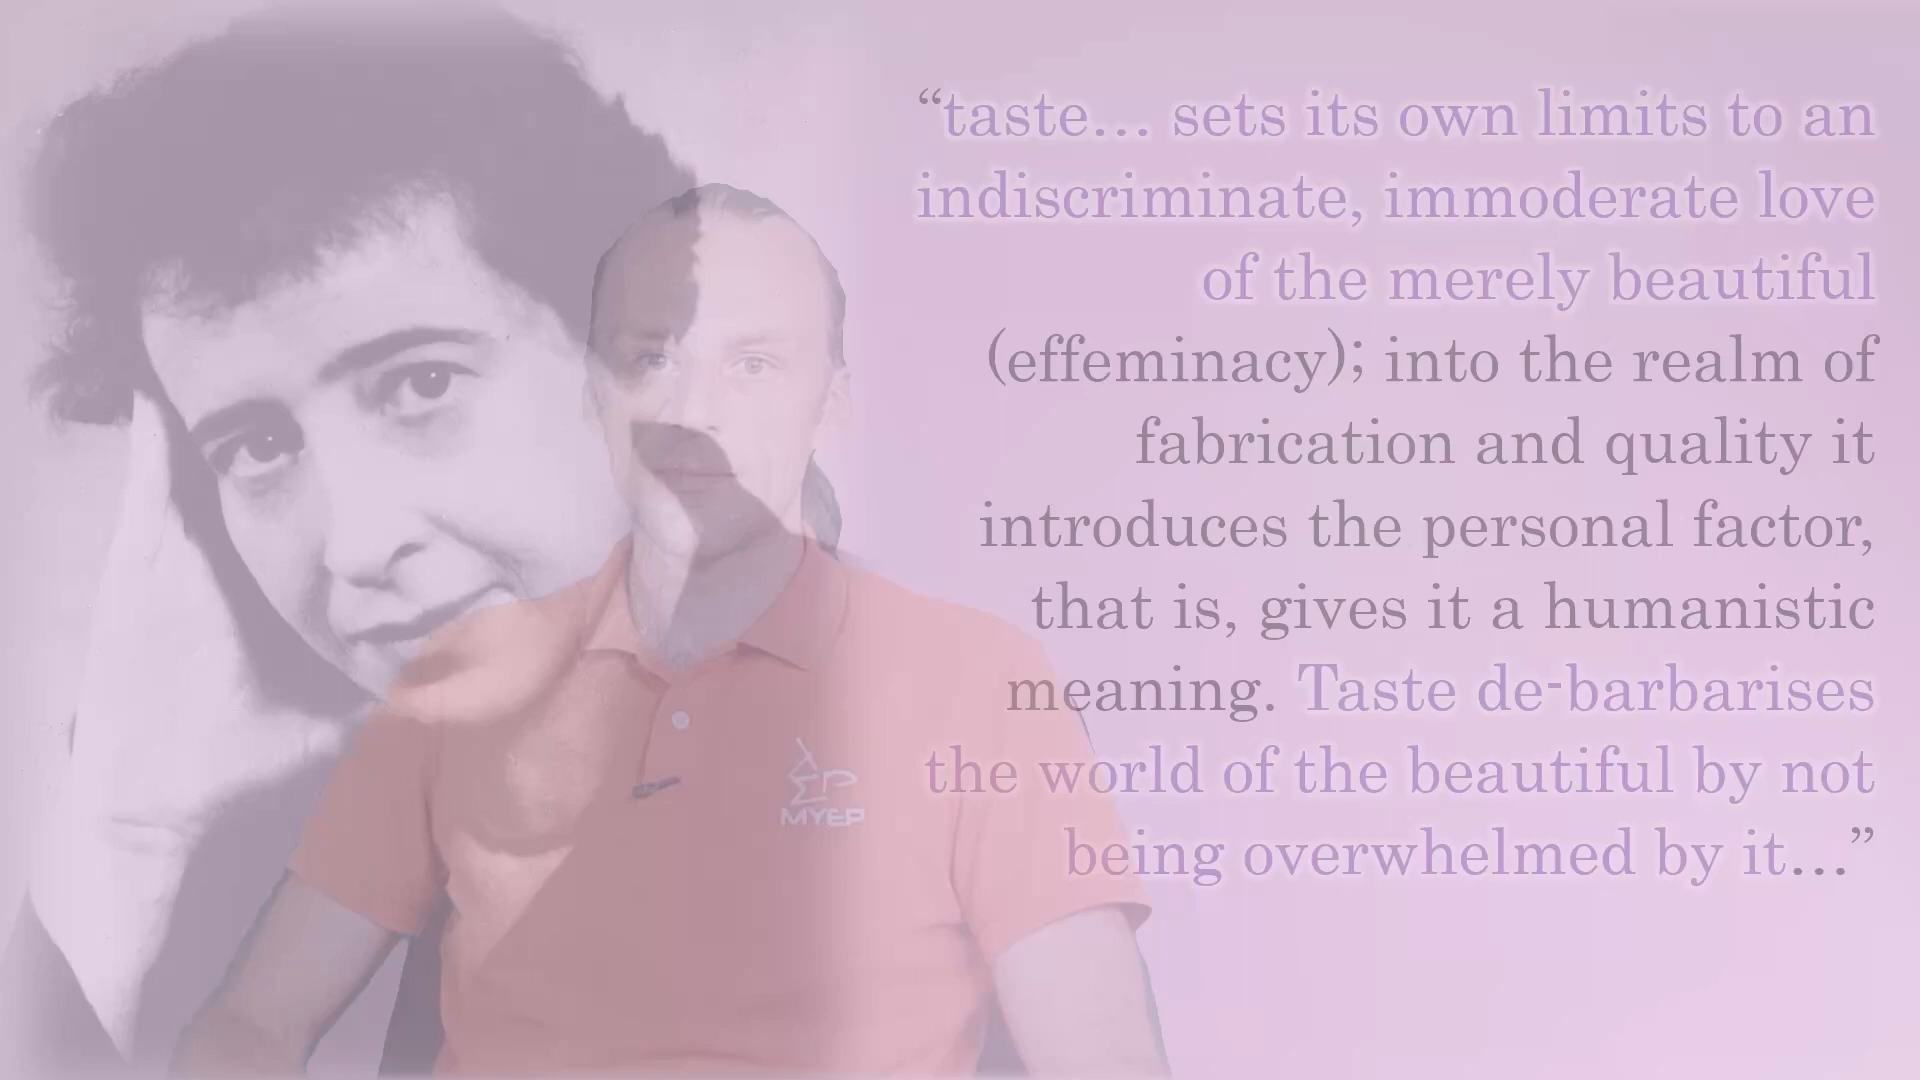 “taste… sets its own limits to an
indiscriminate, immoderate love
of the merely beautiful
(effeminacy); into the realm of
fabrication and quality it
introduces the personal factor,
that is, gives it a humanistic
meaning. Taste de-barbarises
the world of the beautiful by not
being overwhelmed by it…”
MYEP